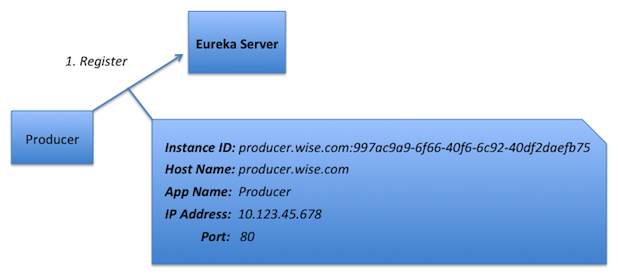 Eureka Server
1. Register
Producer
Instance ID: producer.wise.com:997ac9a9-6f66-40f6-6c92-40df2daefb75
Host Name: producer.wise.com
App Name: Producer
IP Address: 10.123.45.678
Port: 80